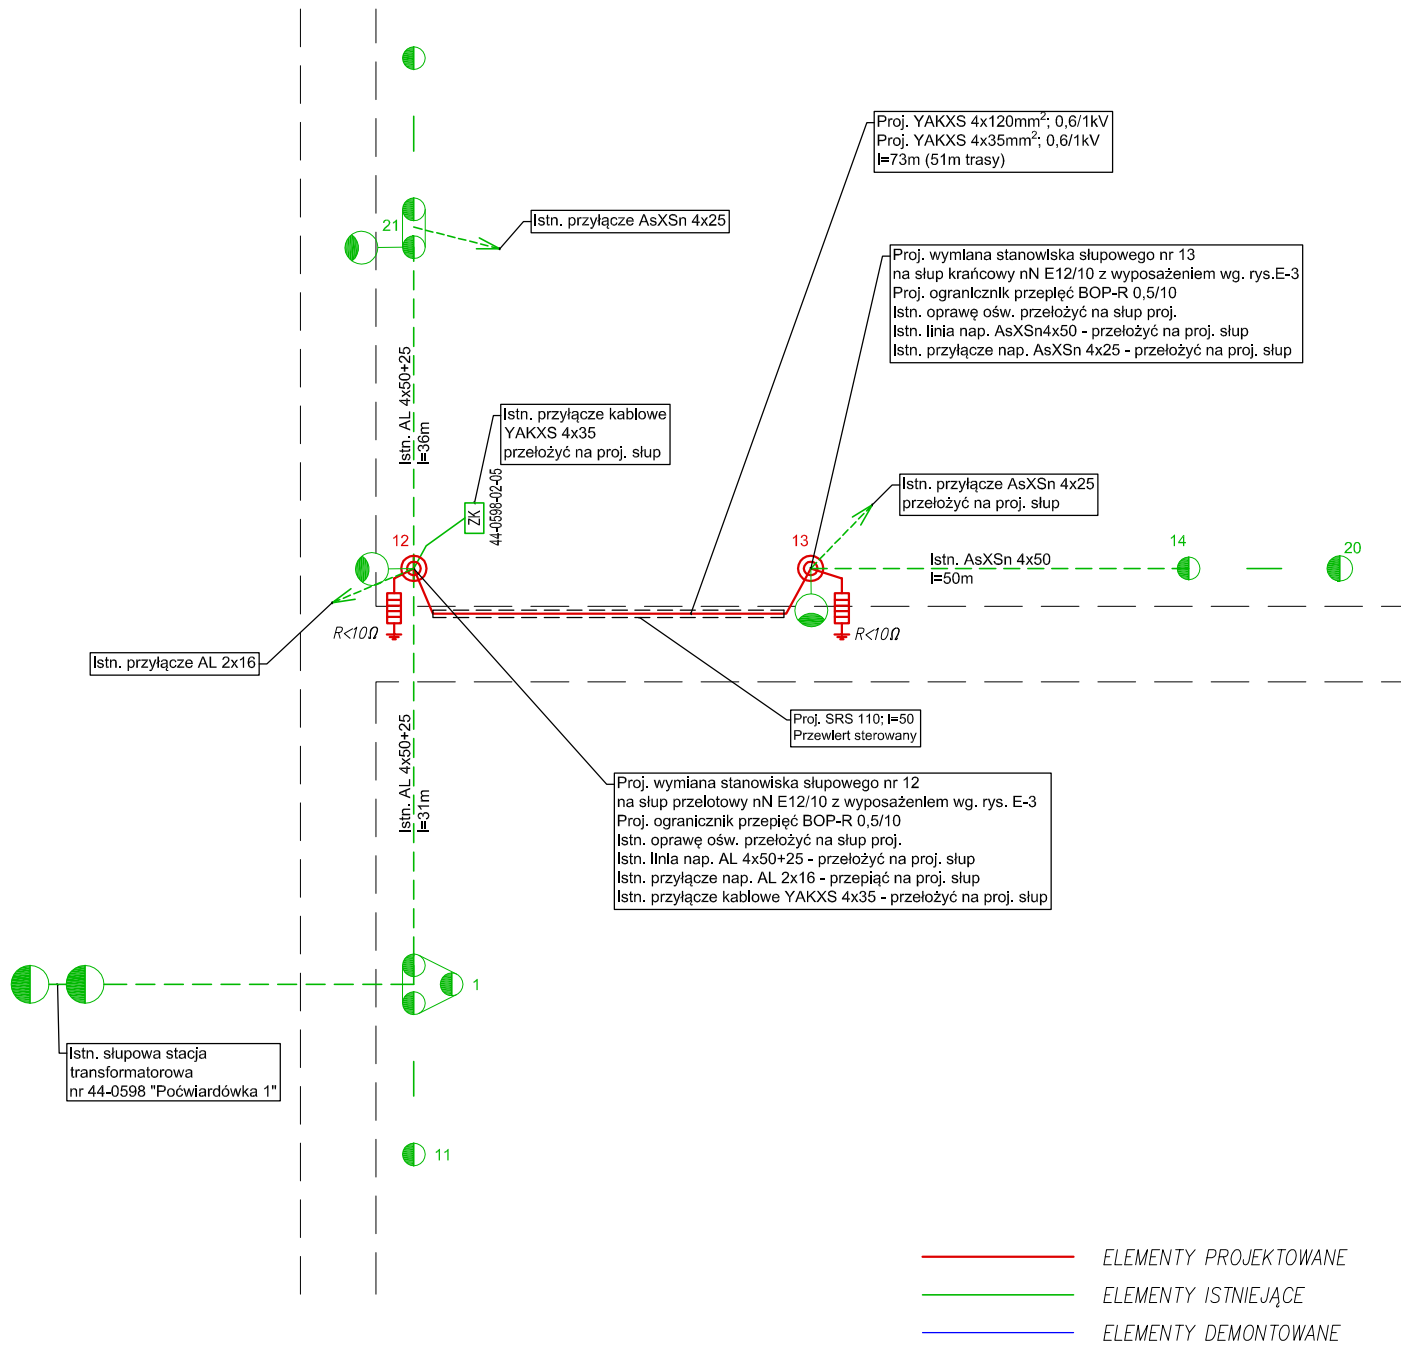 Proj. YAKXS 4x120mm²; 0,6/1kV
Proj. YAKXS 4x35mm²; 0,6/1kV
l=73m (51m trasy)
21
Istn. przyłącze AsXSn 4x25
Proj. wymiana stanowiska słupowego nr 13
na słup krańcowy nN E12/10 z wyposażeniem wg. rys.E-3
Proj. ogranicznik przepięć BOP-R 0,5/10
Istn. oprawę ośw. przełożyć na słup proj.
Istn. linia nap. AsXSn4x50 - przełożyć na proj. słup
Istn. przyłącze nap. AsXSn 4x25 - przełożyć na proj. słup
Istn. AL 4x50+25
l=36m
Istn. przyłącze kablowe
YAKXS 4x35
przełożyć na proj. słup
ZK
44-0598-02-05
Istn. przyłącze AsXSn 4x25
przełożyć na proj. słup
12
13
14
20
Istn. AsXSn 4x50
l=50m
R<10Ω
R<10Ω
Istn. przyłącze AL 2x16
Proj. SRS 110; l=50
Przewiert sterowany
Istn. AL 4x50+25
l=31m
Proj. wymiana stanowiska słupowego nr 12
na słup przelotowy nN E12/10 z wyposażeniem wg. rys. E-3
Proj. ogranicznik przepięć BOP-R 0,5/10
Istn. oprawę ośw. przełożyć na słup proj.
Istn. linia nap. AL 4x50+25 - przełożyć na proj. słup
Istn. przyłącze nap. AL 2x16 - przepiąć na proj. słup
Istn. przyłącze kablowe YAKXS 4x35 - przełożyć na proj. słup
1
Istn. słupowa stacja
transformatorowa
nr 44-0598 "Poćwiardówka 1"
11
ELEMENTY PROJEKTOWANE
ELEMENTY ISTNIEJĄCE
ELEMENTY DEMONTOWANE